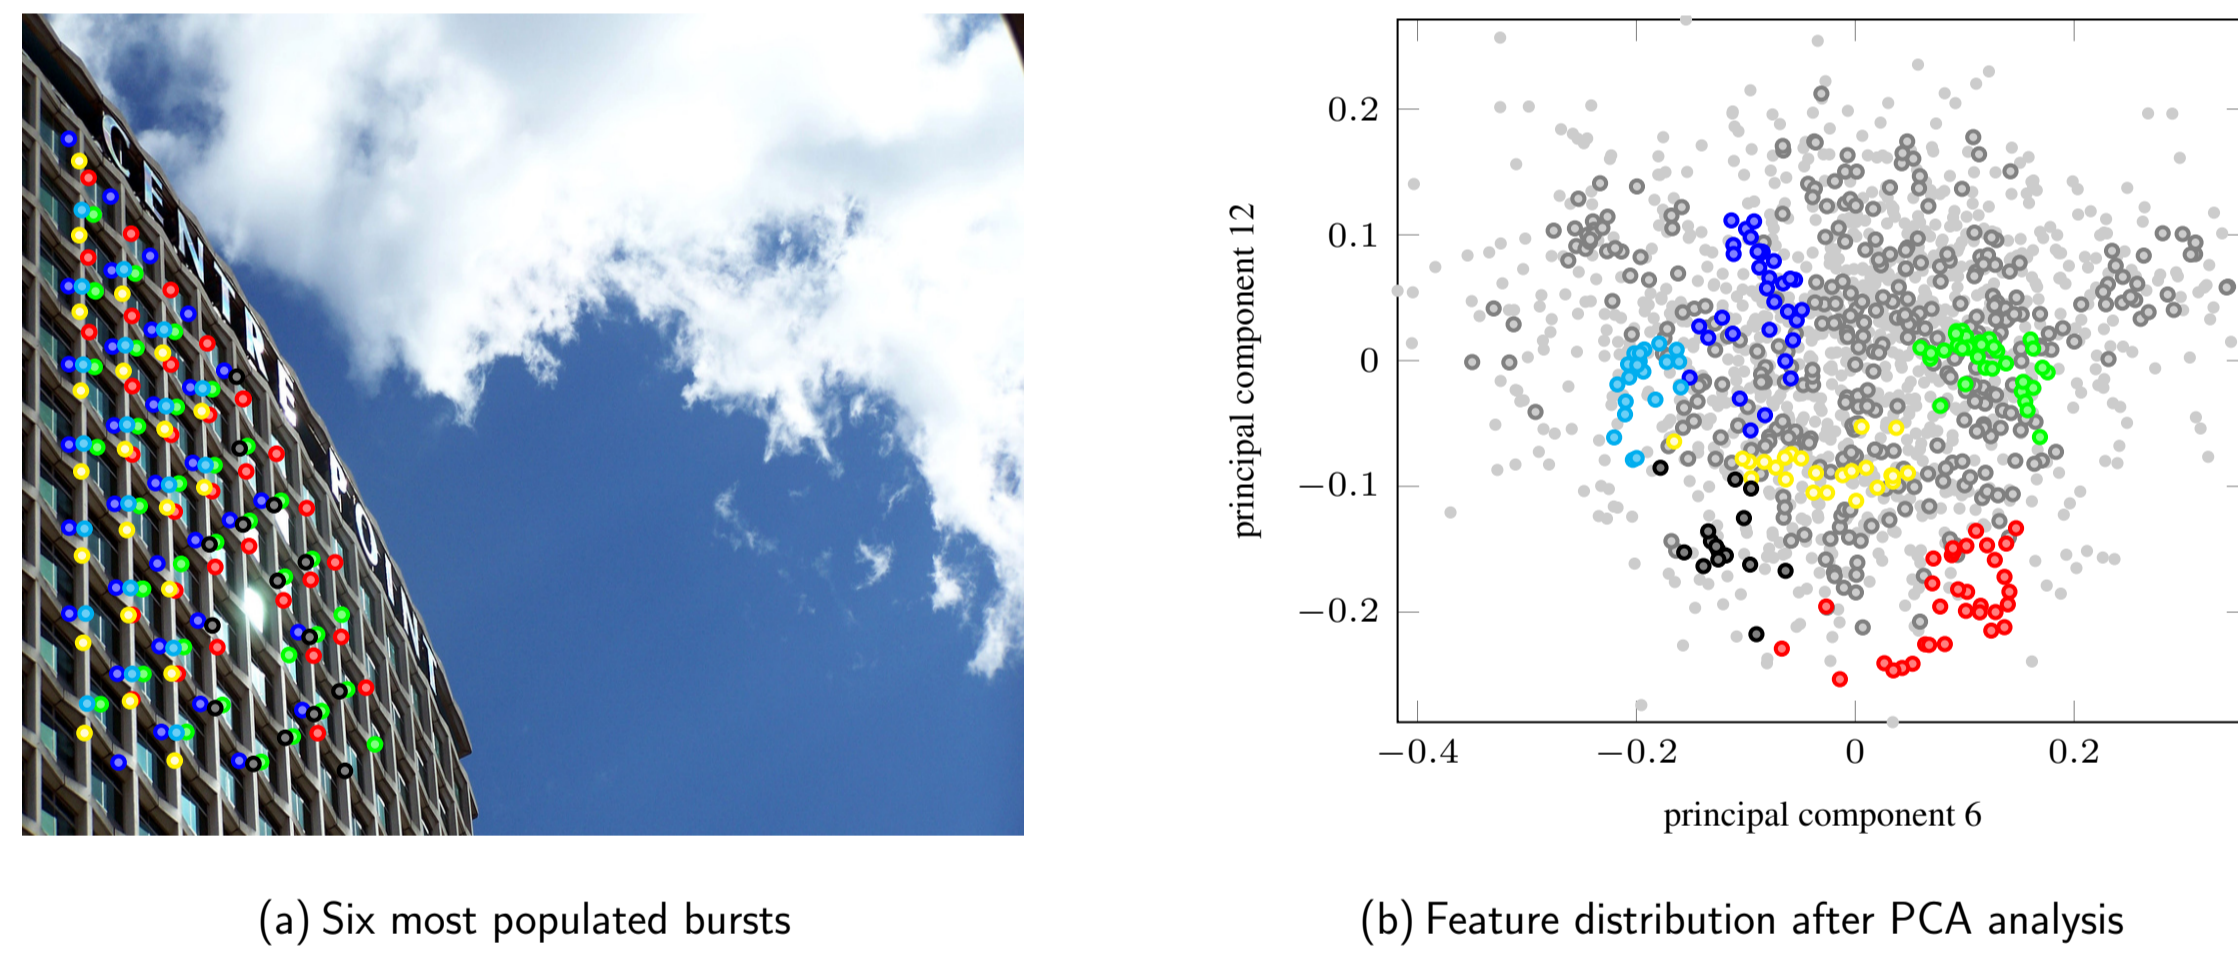 CENTRE POINT
0.2
0.1
0
−0.1
−0.2
principal component 12
−0.4
−0.2
0
0.2
principal component 6
(a) Six most populated bursts
(b) Feature distribution after PCA analysis